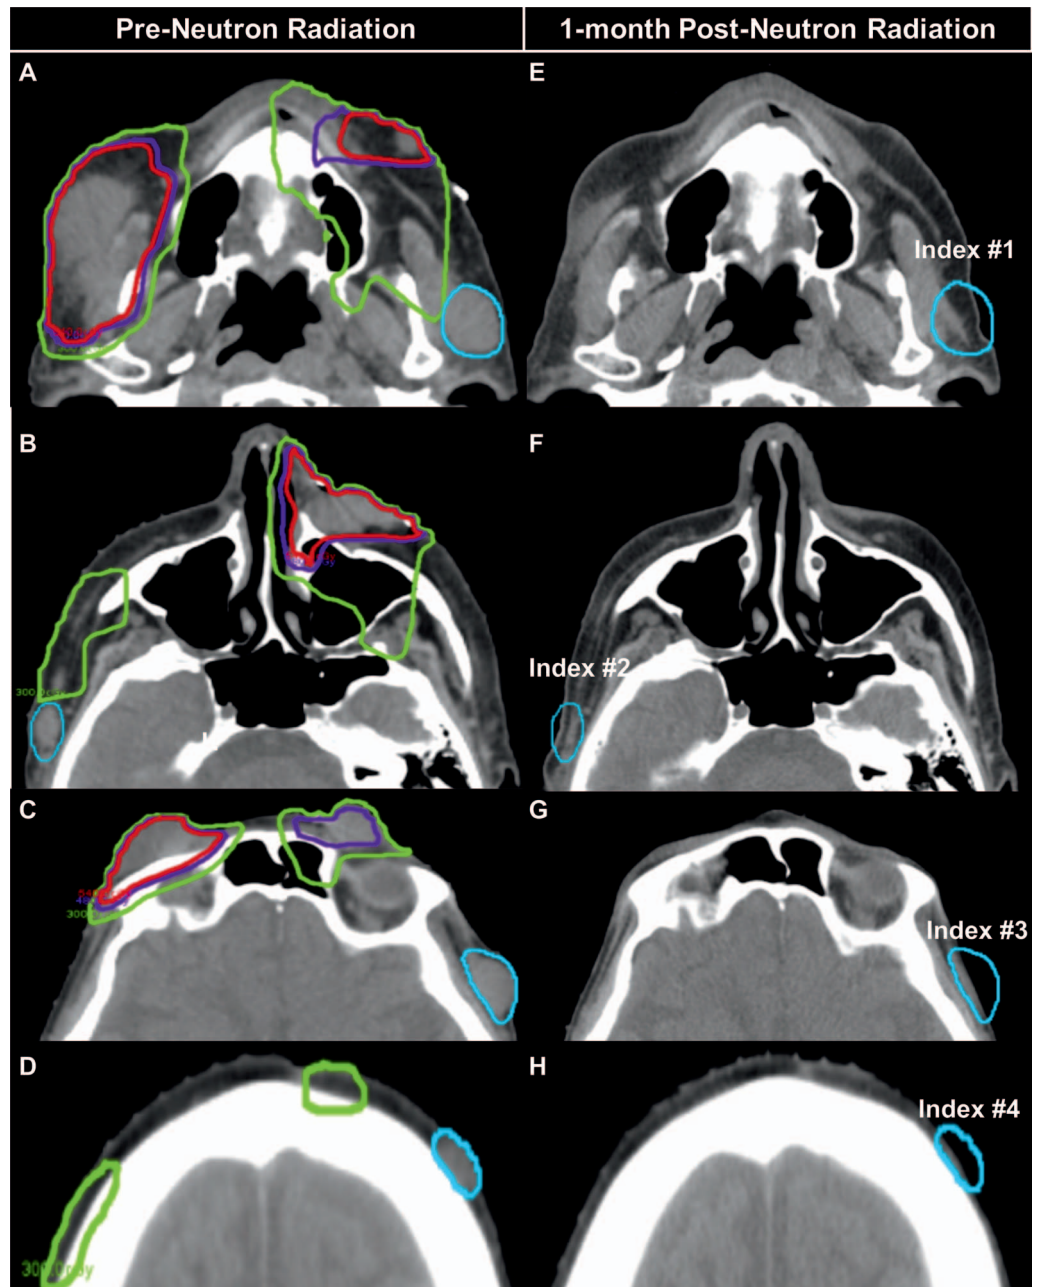 Pre-Neutron Radiation
1-month Post-Neutron Radiation
A
E
Index #1
B
F
Index #2
C
G
Index #3
D
H
Index #4